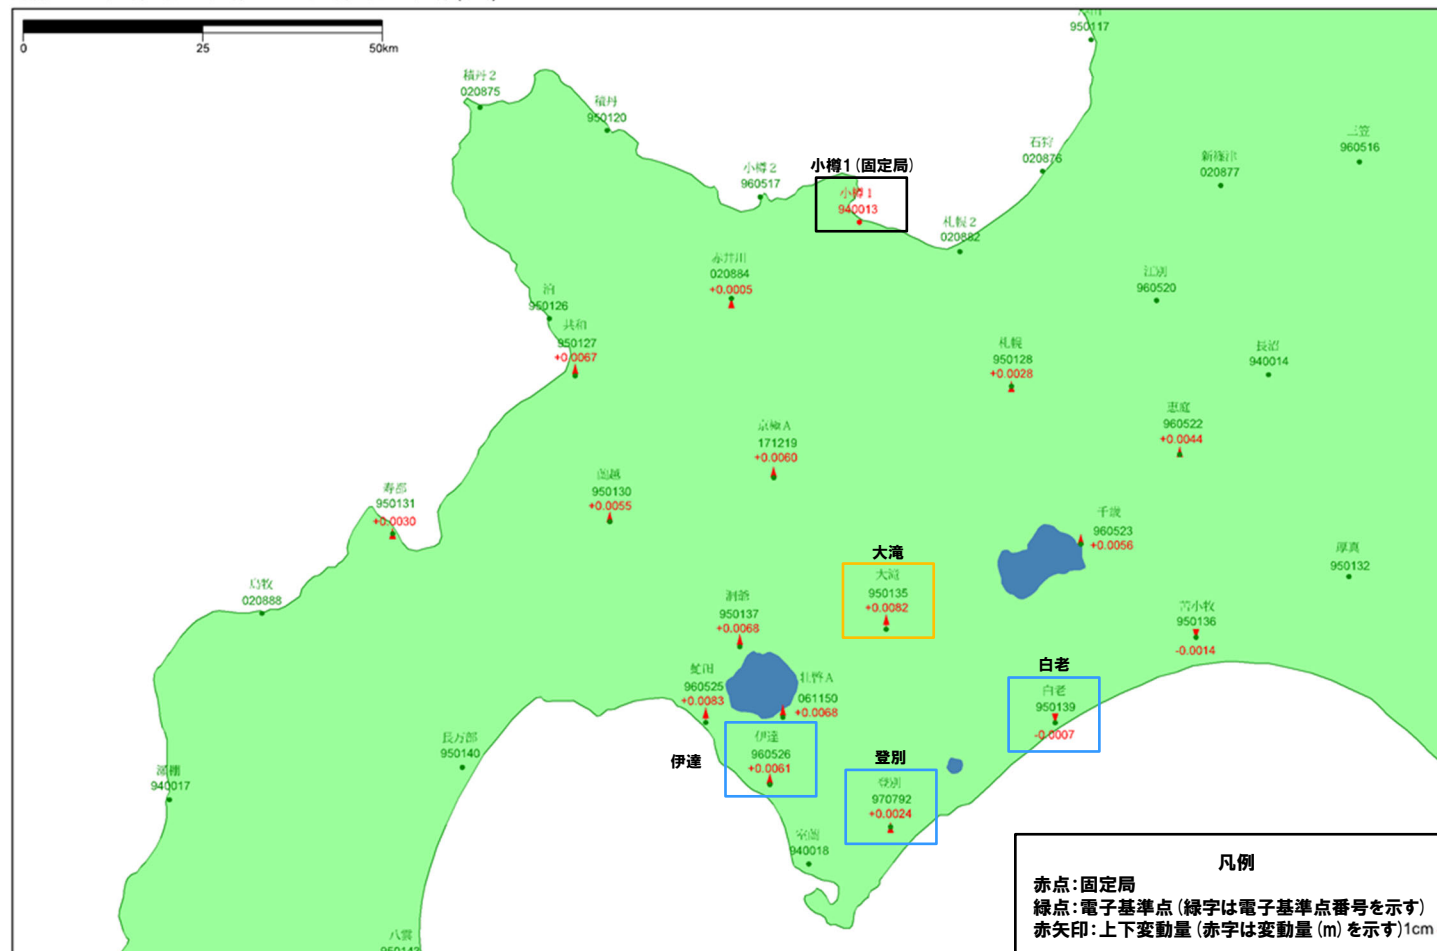 0
25
50km
950117
積丹2
020875
積丹
950120
石狩
020876
三笠
960516
新篠津
020877
小樽2
960517
小樽1(固定局)
小樽1
940013
札幌2
020882
赤井川
020884
+0.0005
江別
960520
泊
950126
共和
950127
+0.0067
札幌
950128
+0.0028
長沼
940014
恵庭
960522
+0.0044
京極A
171219
+0.0060
蘭越
950130
+0.0055
寿都
950131
+0.0030
千歳
960523
+0.0056
厚真
950132
大滝
大滝
950135
+0.0082
島牧
020888
洞爺
950137
+0.0068
苫小牧
950136
-0.0014
虻田
960525
+0.0083
壮瞥A
061150
+0.0068
白老
白老
950139
-0.0007
伊達
伊達
960526
+0.0061
登別
登別
970792
+0.0024
長万部
950140
940017
室蘭
940018
八雲
950143
凡例
赤点:固定局
緑点:電子基準点(緑字は電子基準点番号を示す)
赤矢印:上下変動量(赤字は変動量(m)を示す)1cm